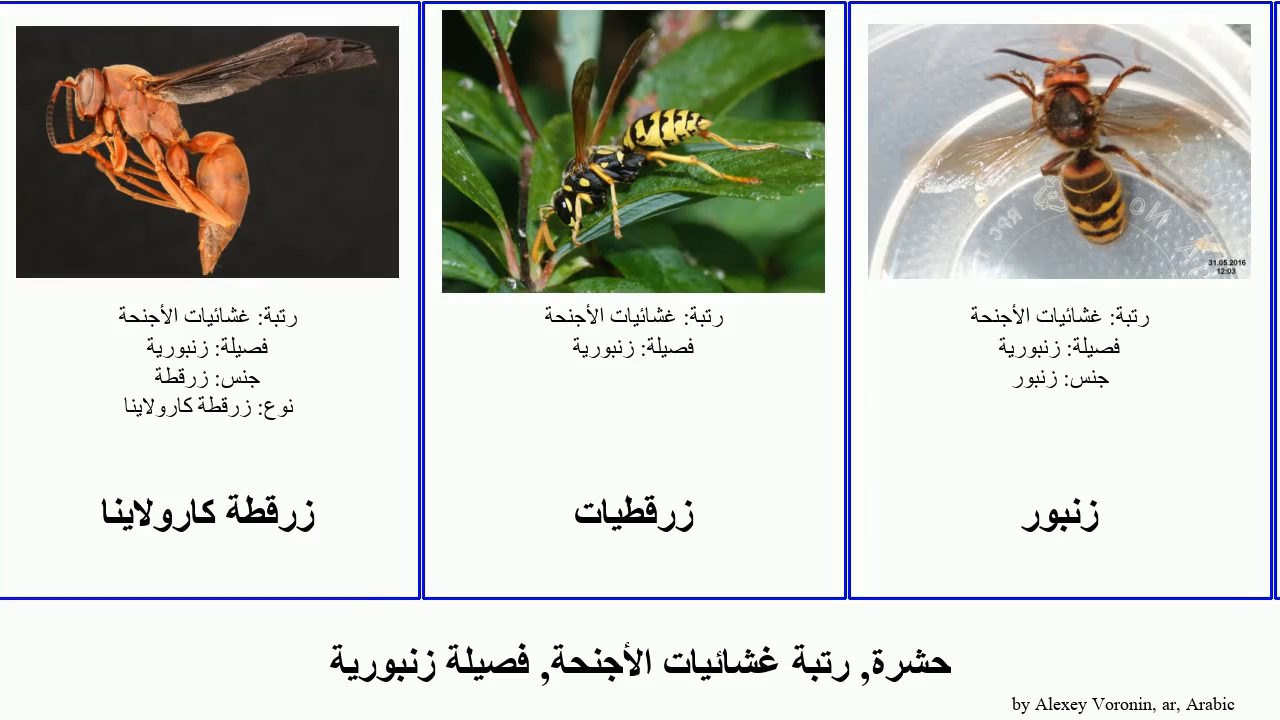 رتبة: غشائيات الأجنحة
فصيلة: زنبورية
جنس: زرقطة
نوع: زرقطة كارولاينا
زرقطة كارولاينا
رتبة: غشائيات الأجنحة
فصيلة: زنبورية
زرقطيات
31.05.2016
12:03
رتبة: غشائيات الأجنحة
فصيلة: زنبورية
جنس: زنبور
زنبور
حشرة, رتبة غشائيات الأجنحة, فصيلة زنبورية
by Alexey Voronin, ar, Arabic